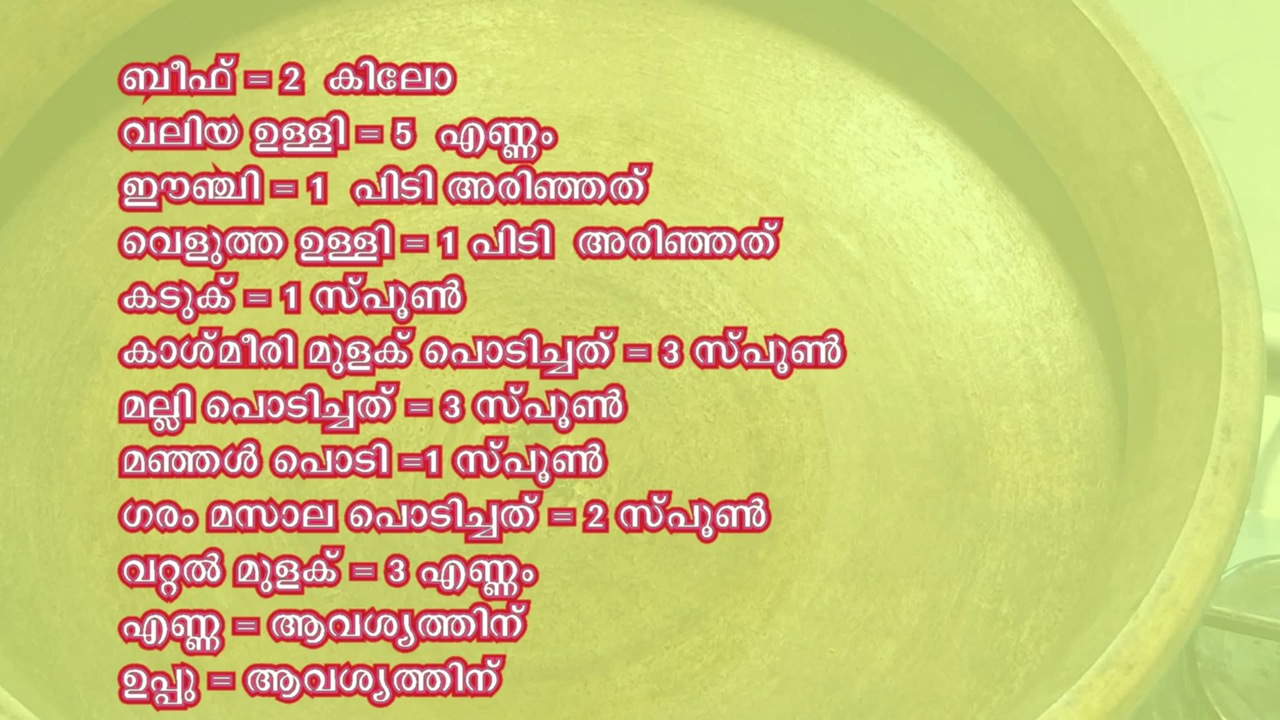 ബീഫ് = 2 കിലോ
വലിയ ഉള്ളി = 5 എണ്ണം
ഈഞ്ചി = 1 പിടി അരിഞ്ഞത്
വെളുത്ത ഉള്ളി = 1 പിടി അരിഞ്ഞത്
കടുക് = 1 സ്പൂൺ
കാശ്മീരി മുളക് പൊടിച്ചത് = 3 സ്പൂൺ
മല്ലി പൊടിച്ചത് = 3 സ്പൂൺ
മഞ്ഞൾ പൊടി =1 സ്പൂൺ
ഗരം മസാല പൊടിച്ചത് = 2 സ്പൂൺ
വറ്റൽ മുളക് = 3 എണ്ണം
എണ്ണ = ആവശ്യത്തിന്
ഉപ്പു = ആവശ്യത്തിന്